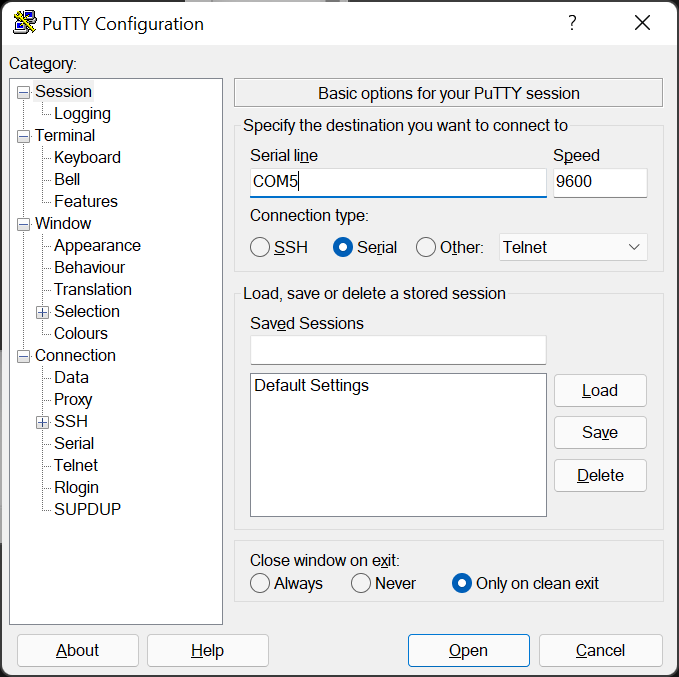 PuTTY Configuration
?
Category:
Session
Logging
Terminal
Keyboard
Bell
Features
Window
Appearance
Behaviour
Translation
Selection
Colours
Connection
Data
Proxy
SSH
Serial
Telnet
Rlogin
SUPDUP
Basic options for your PuTTY session
Specify the destination you want to connect to
Serial line Speed
COM5 9600
Connection type:
SSH Serial Other: Telnet
Load, save or delete a stored session
Saved Sessions
Default Settings
Load
Save
Delete
Close window on exit:
Always Never Only on clean exit
About Help Open Cancel